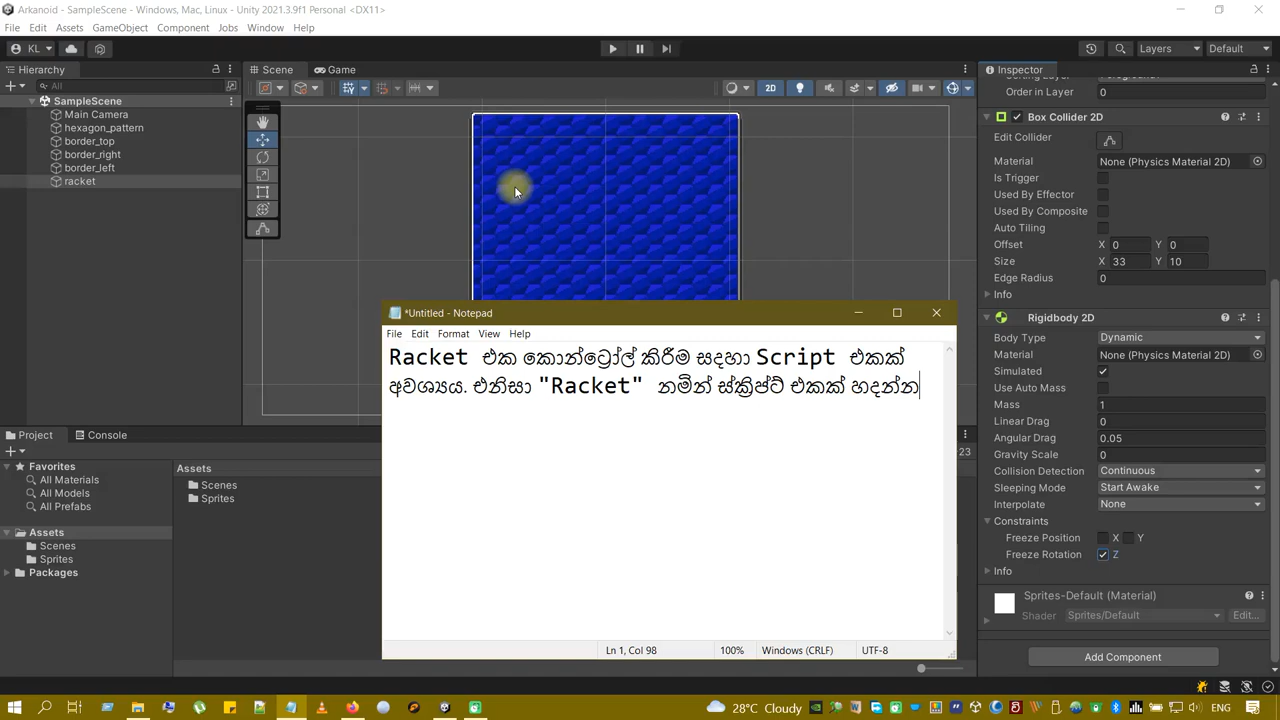 Arkanoid - SampleScene - Windows, Mac, Linux - Unity 2021.3.9f1 Personal <DX11>
File Edit Assets GameObject Component Jobs Window Help
KL Layers Default
Hierarchy Scene Game Inspector
All 2D
SampleScene
Main Camera
hexagon_pattern
border_top
border_right
border_left
racket
Order in Layer 0
Box Collider 2D
Edit Collider
Material None (Physics Material 2D)
Is Trigger
Used By Effector
Used By Composite
Auto Tiling
Offset X 0 Y 0
Size X 33 Y 10
Edge Radius 0
Info
Rigidbody 2D
Body Type Dynamic
Material None (Physics Material 2D)
Simulated
Use Auto Mass
Mass 1
Linear Drag 0
Angular Drag 0.05
Gravity Scale 0
Collision Detection Continuous
Sleeping Mode Start Awake
Interpolate None
Constraints
Freeze Position X Y
Freeze Rotation Z
Info
Sprites-Default (Material)
Shader Sprites/Default Edit...
Add Component
*Untitled - Notepad
File Edit Format View Help
Racket එක කොන්ට්‍රෝල් කිරීම සදහා Script එකක්
අවශ්‍යය. එනිසා "Racket" නමින් ස්ක්‍රිප්ට් එකක් හදන්න
Ln 1, Col 98 100% Windows (CRLF) UTF-8
Project Console
23
Favorites
All Materials
All Models
All Prefabs
Assets
Scenes
Sprites
Packages
Assets
Scenes
Sprites
28°C Cloudy ENG